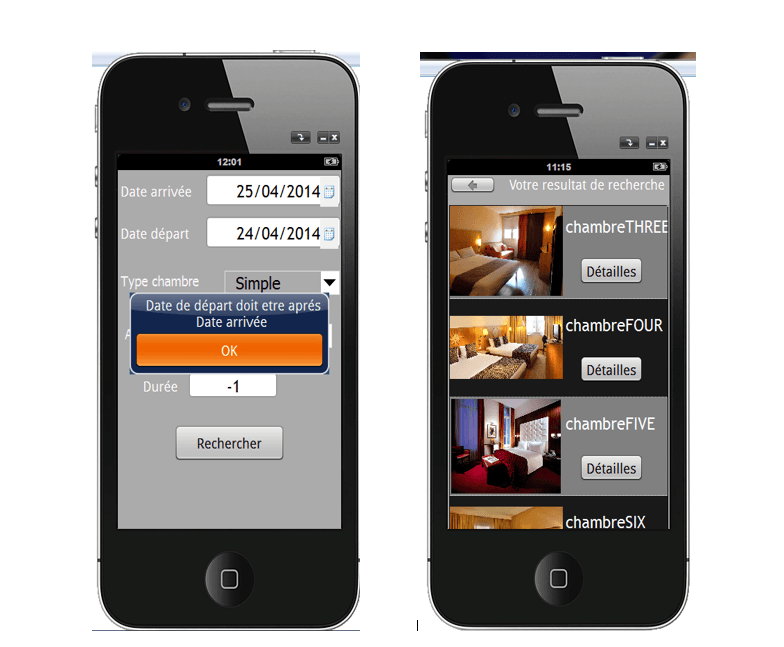 12:01
Date arrivée
25/04/2014
Date départ
24/04/2014
Type chambre
Simple
Date de départ doit etre aprés
Date arrivée
A
OK
Durée
-1
Rechercher
11:15
Votre resultat de recherche
chambreTHREE
Détailles
chambreFOUR
Détailles
chambreFIVE
Détailles
chambreSIX